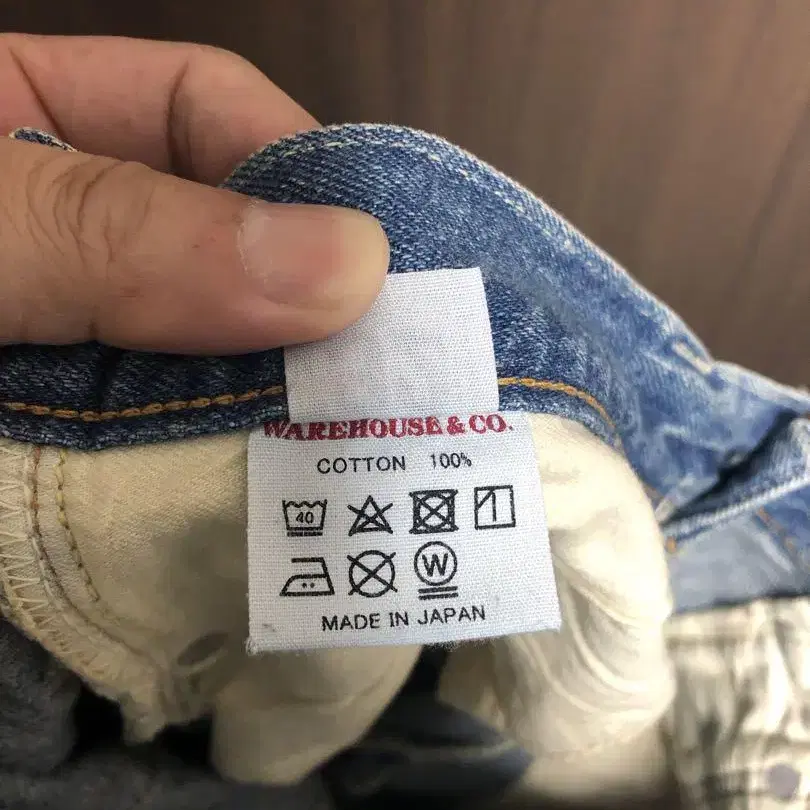 WAREHOUSE & CO.
COTTON 100%
40
W
MADE IN JAPAN